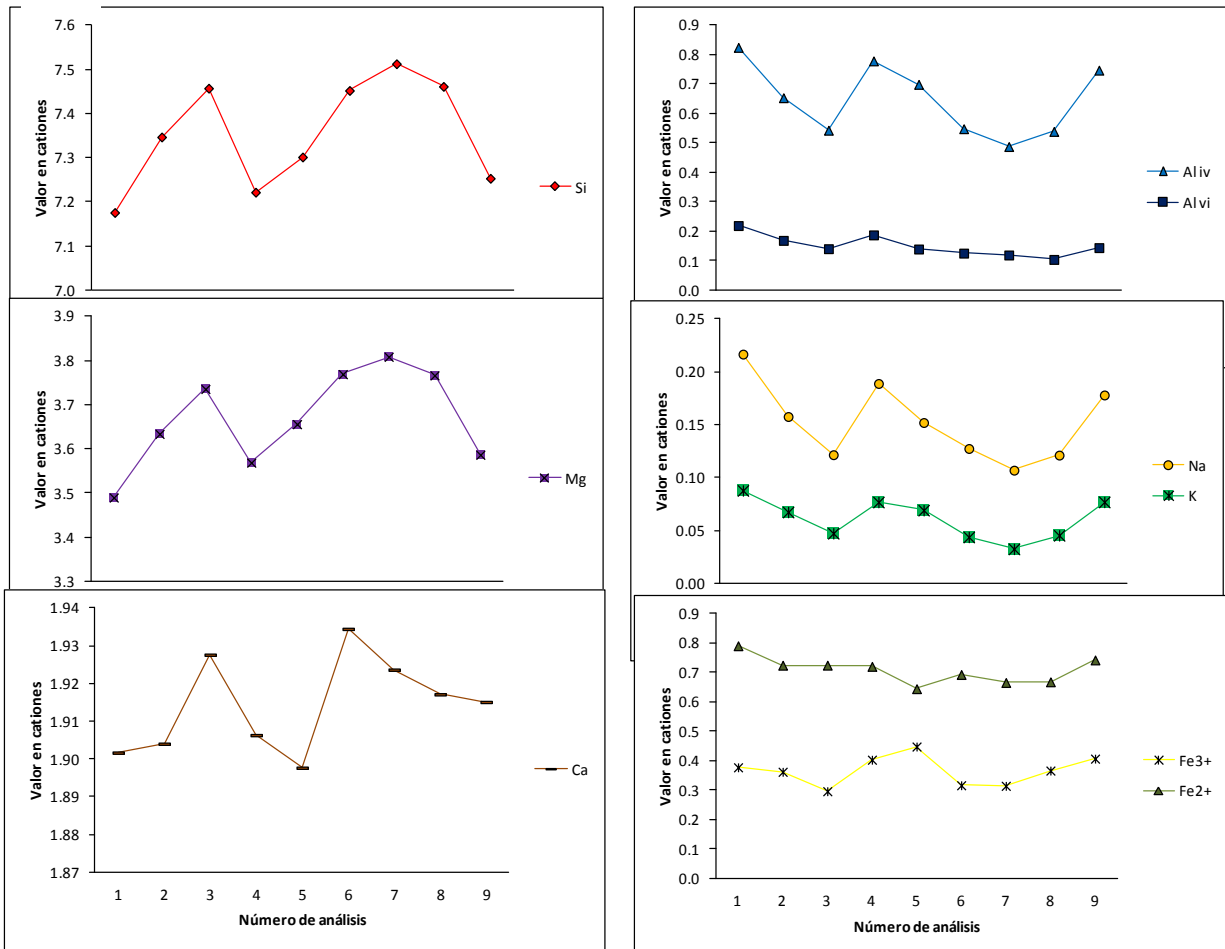 7.6
7.5
7.4
7.3
7.2
7.1
7.0
Valor en cationes
Si
0.9
0.8
0.7
0.6
0.5
0.4
0.3
0.2
0.1
0.0
Valor en cationes
Al iv
Al vi
3.9
3.8
3.7
3.6
3.5
3.4
3.3
Valor en cationes
Mg
0.25
0.20
0.15
0.10
0.05
0.00
Valor en cationes
Na
K
1.94
1.93
1.92
1.91
1.90
1.89
1.88
1.87
Valor en cationes
Ca
1 2 3 4 5 6 7 8 9
Número de análisis
0.9
0.8
0.7
0.6
0.5
0.4
0.3
0.2
0.1
0.0
Valor en cationes
Fe3+
Fe2+
1 2 3 4 5 6 7 8 9
Número de análisis